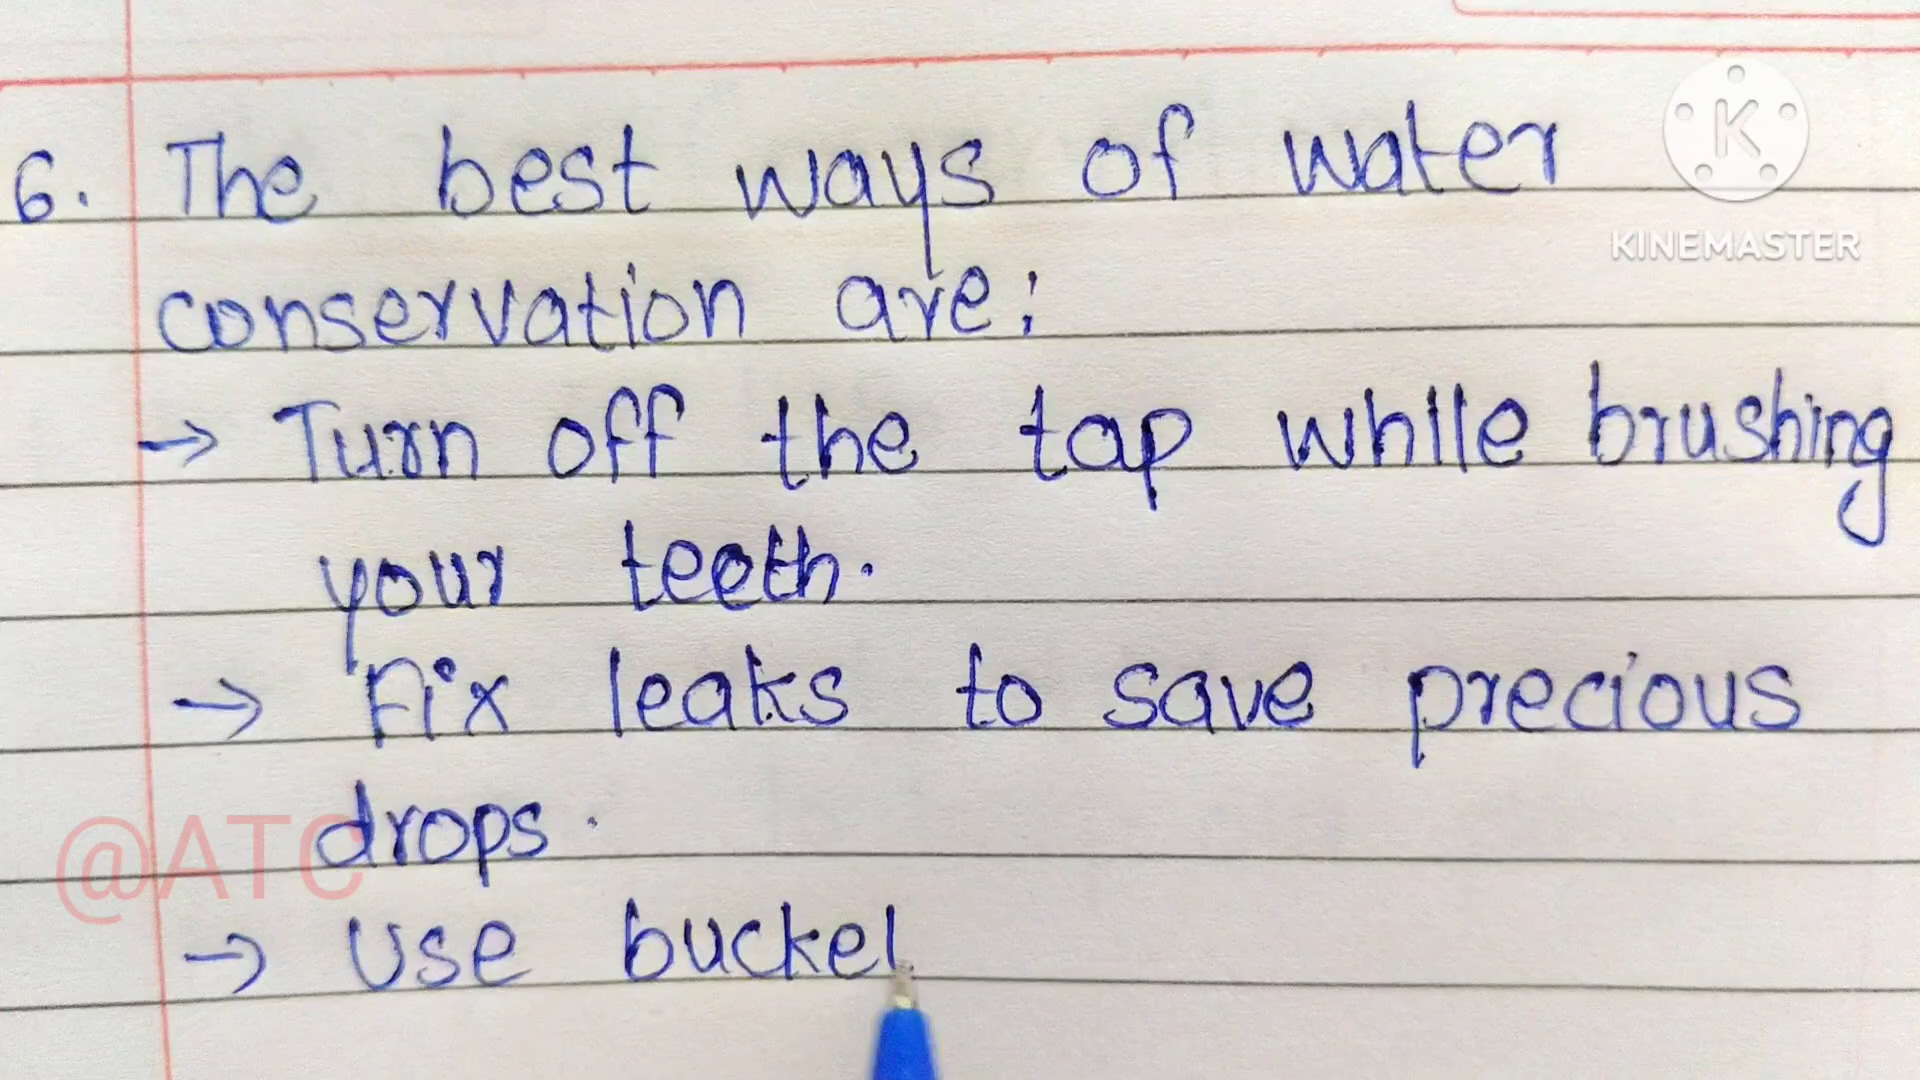 6. The best ways of water
KINEMASTER
conservation are:
→ Turn off the tap while brushing
your teeth.
→ Fix leaks to save precious
drops.
@ATC
→ Use